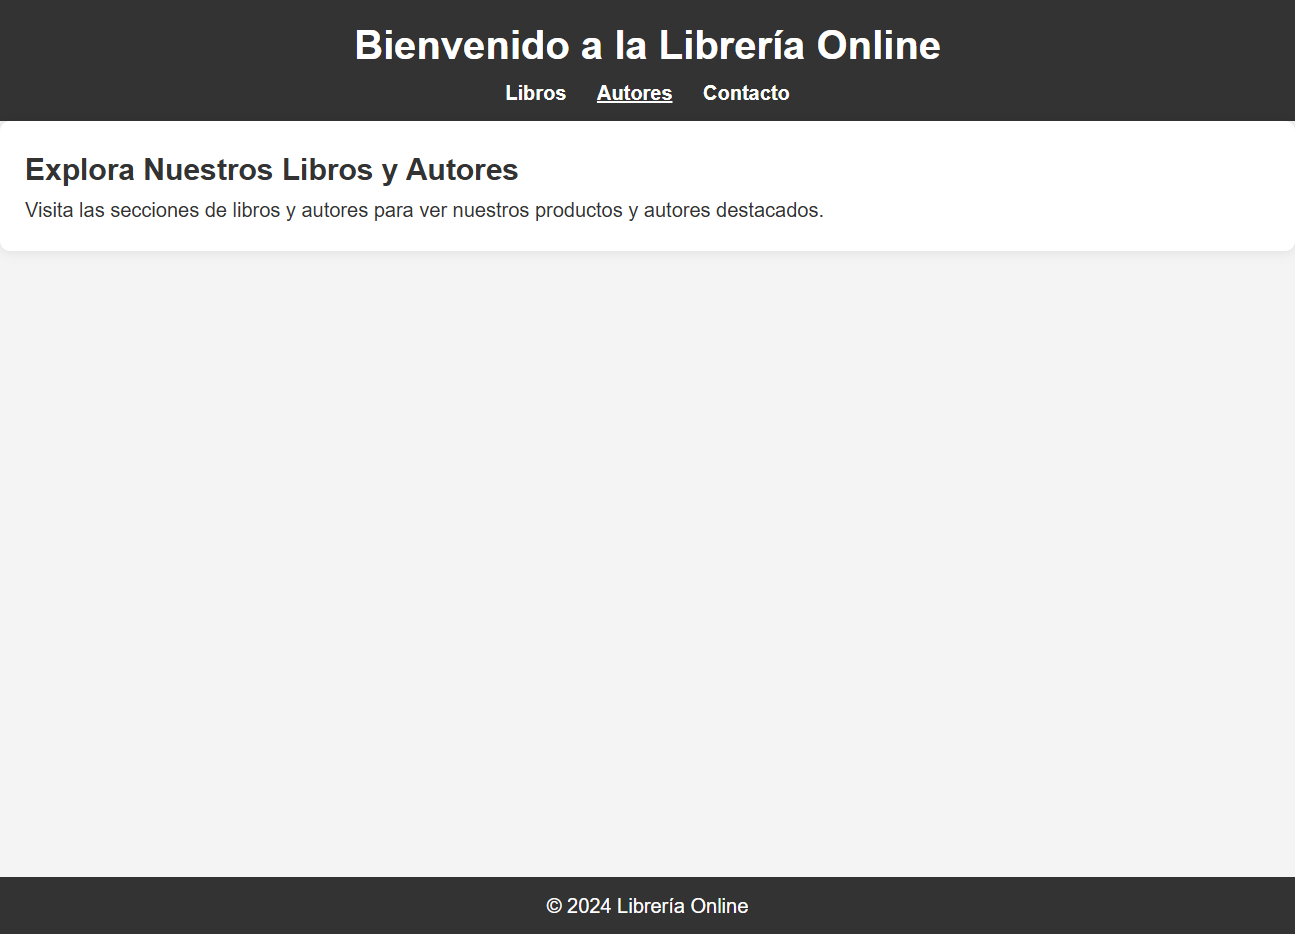 Bienvenido a la Librería Online
Libros Autores Contacto
Explora Nuestros Libros y Autores
Visita las secciones de libros y autores para ver nuestros productos y autores destacados.
© 2024 Librería Online